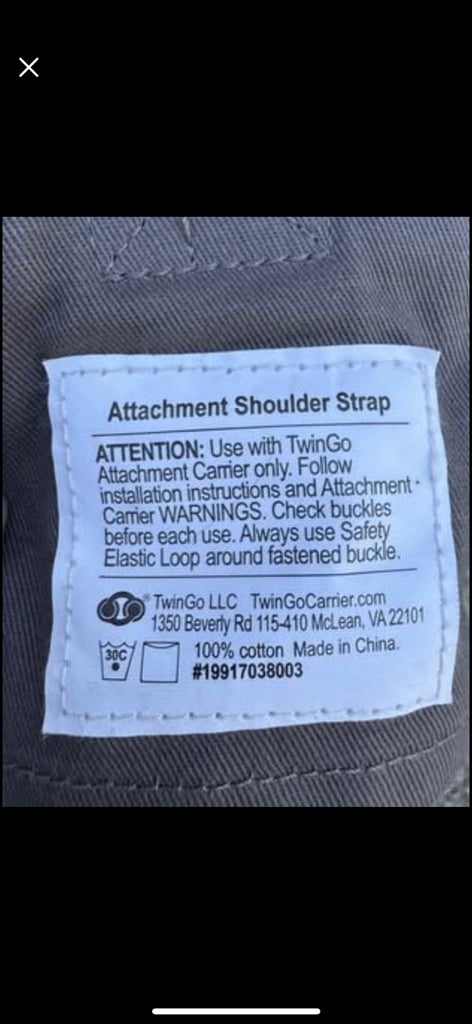 Attachment Shoulder Strap
ATTENTION: Use with TwinGo
Attachment Carrier only. Follow
installation instructions and Attachment
Carrier WARNINGS. Check buckles
before each use. Always use Safety
Elastic Loop around fastened buckle.
® TwinGo LLC TwinGoCarrier.com
1350 Beverly Rd 115-410 McLean, VA 22101
30C 100% cotton Made in China.
#19917038003